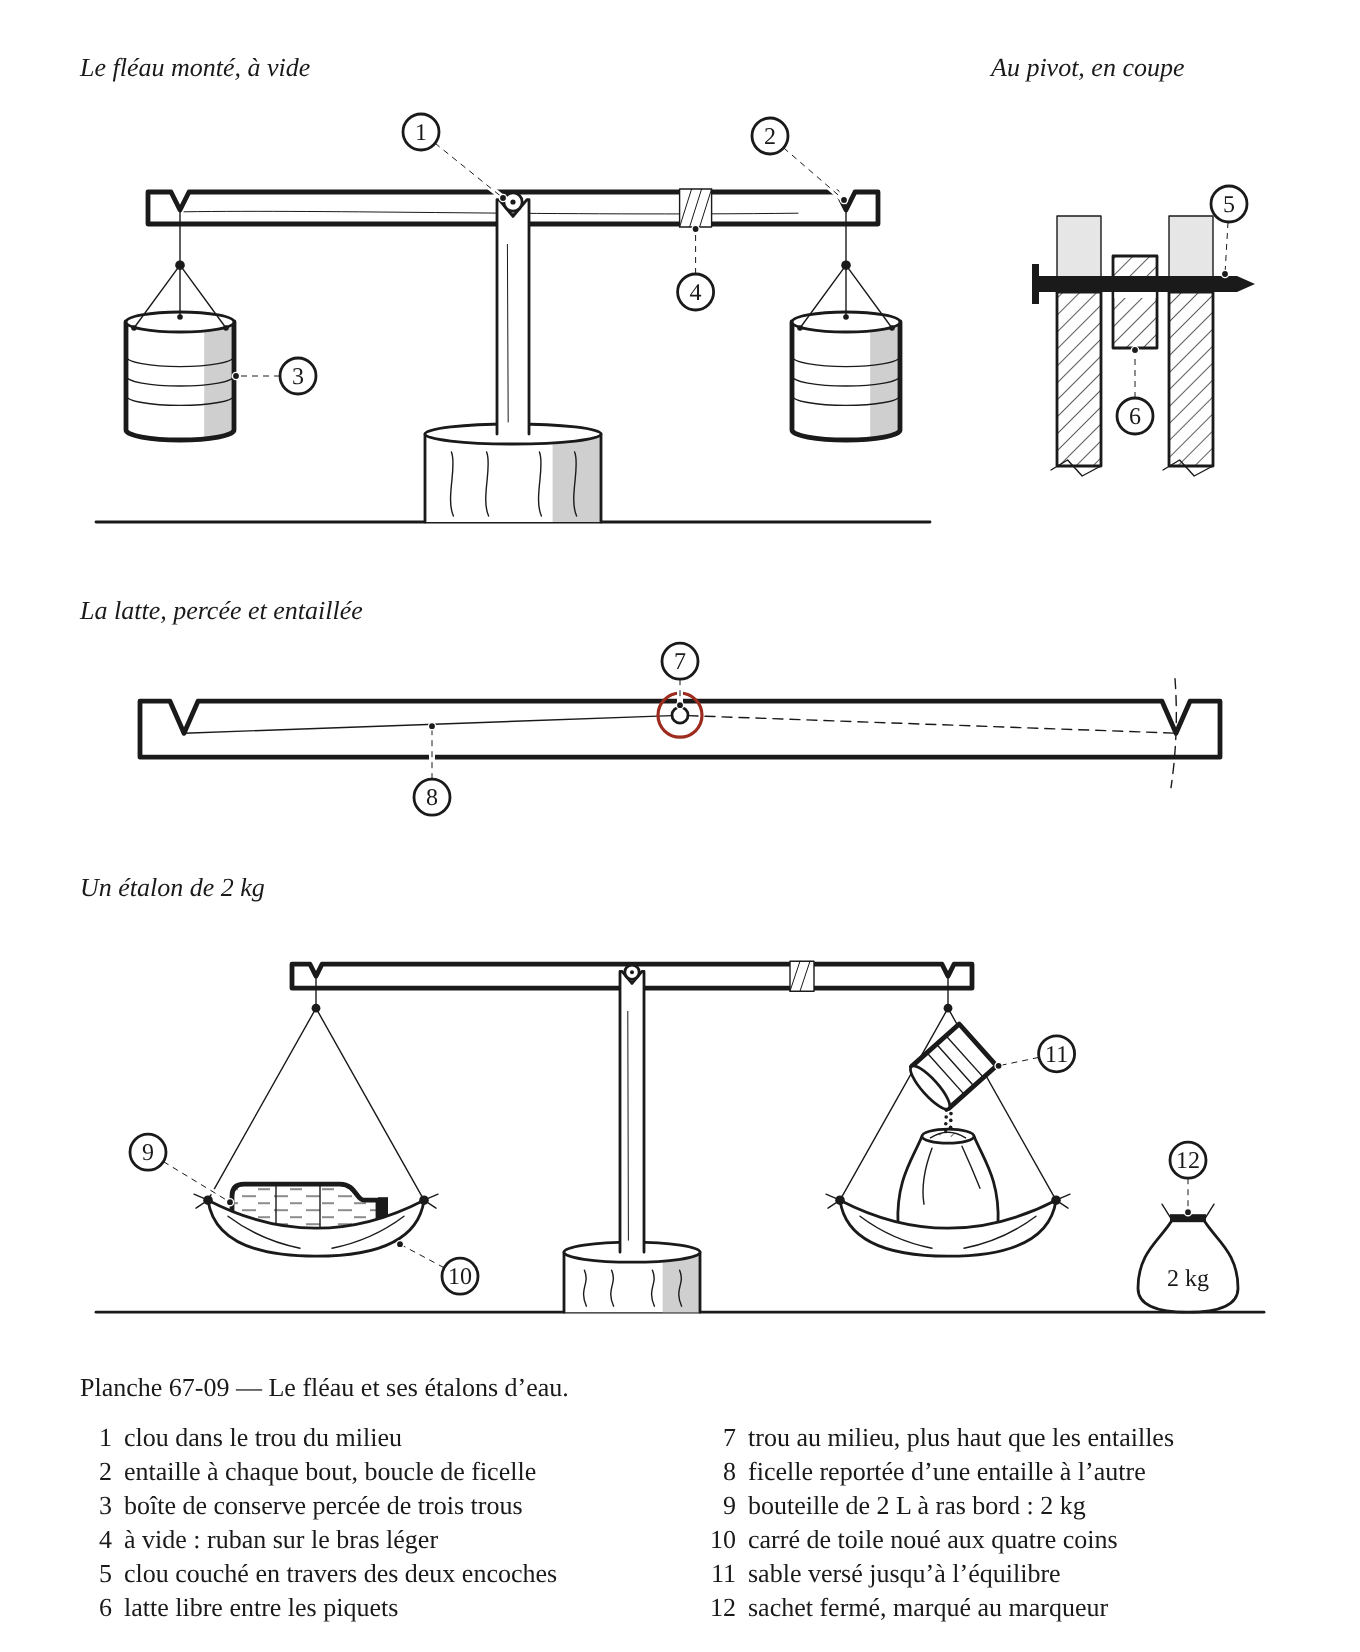 Le fléau monté, à vide
Au pivot, en coupe
1
2
5
4
3
6
La latte, percée et entaillée
7
8
Un étalon de 2 kg
11
9
12
10
2 kg
Planche 67-09 — Le fléau et ses étalons d’eau.
1 clou dans le trou du milieu
2 entaille à chaque bout, boucle de ficelle
3 boîte de conserve percée de trois trous
4 à vide : ruban sur le bras léger
5 clou couché en travers des deux encoches
6 latte libre entre les piquets
7 trou au milieu, plus haut que les entailles
8 ficelle reportée d’une entaille à l’autre
9 bouteille de 2 L à ras bord : 2 kg
10 carré de toile noué aux quatre coins
11 sable versé jusqu’à l’équilibre
12 sachet fermé, marqué au marqueur